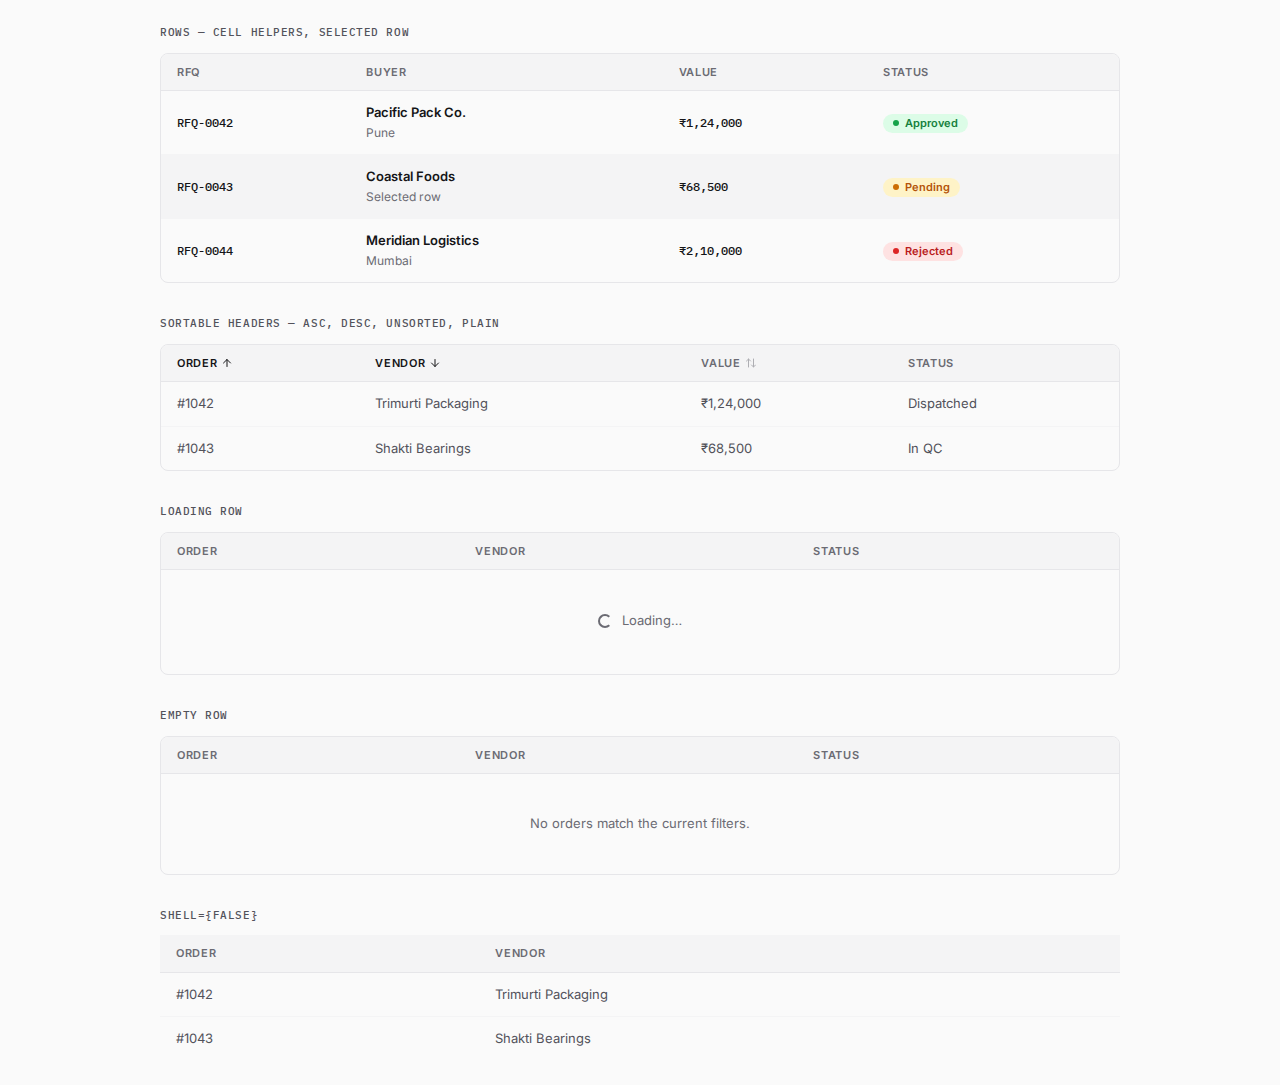 ROWS — CELL HELPERS, SELECTED ROW
RFQ BUYER VALUE STATUS
RFQ-0042 Pacific Pack Co. Pune ₹1,24,000 Approved
RFQ-0043 Coastal Foods Selected row ₹68,500 Pending
RFQ-0044 Meridian Logistics Mumbai ₹2,10,000 Rejected
SORTABLE HEADERS — ASC, DESC, UNSORTED, PLAIN
ORDER ↑ VENDOR ↓ VALUE ↑↓ STATUS
#1042 Trimurti Packaging ₹1,24,000 Dispatched
#1043 Shakti Bearings ₹68,500 In QC
LOADING ROW
ORDER VENDOR STATUS
Loading...
EMPTY ROW
ORDER VENDOR STATUS
No orders match the current filters.
SHELL={FALSE}
ORDER VENDOR
#1042 Trimurti Packaging
#1043 Shakti Bearings